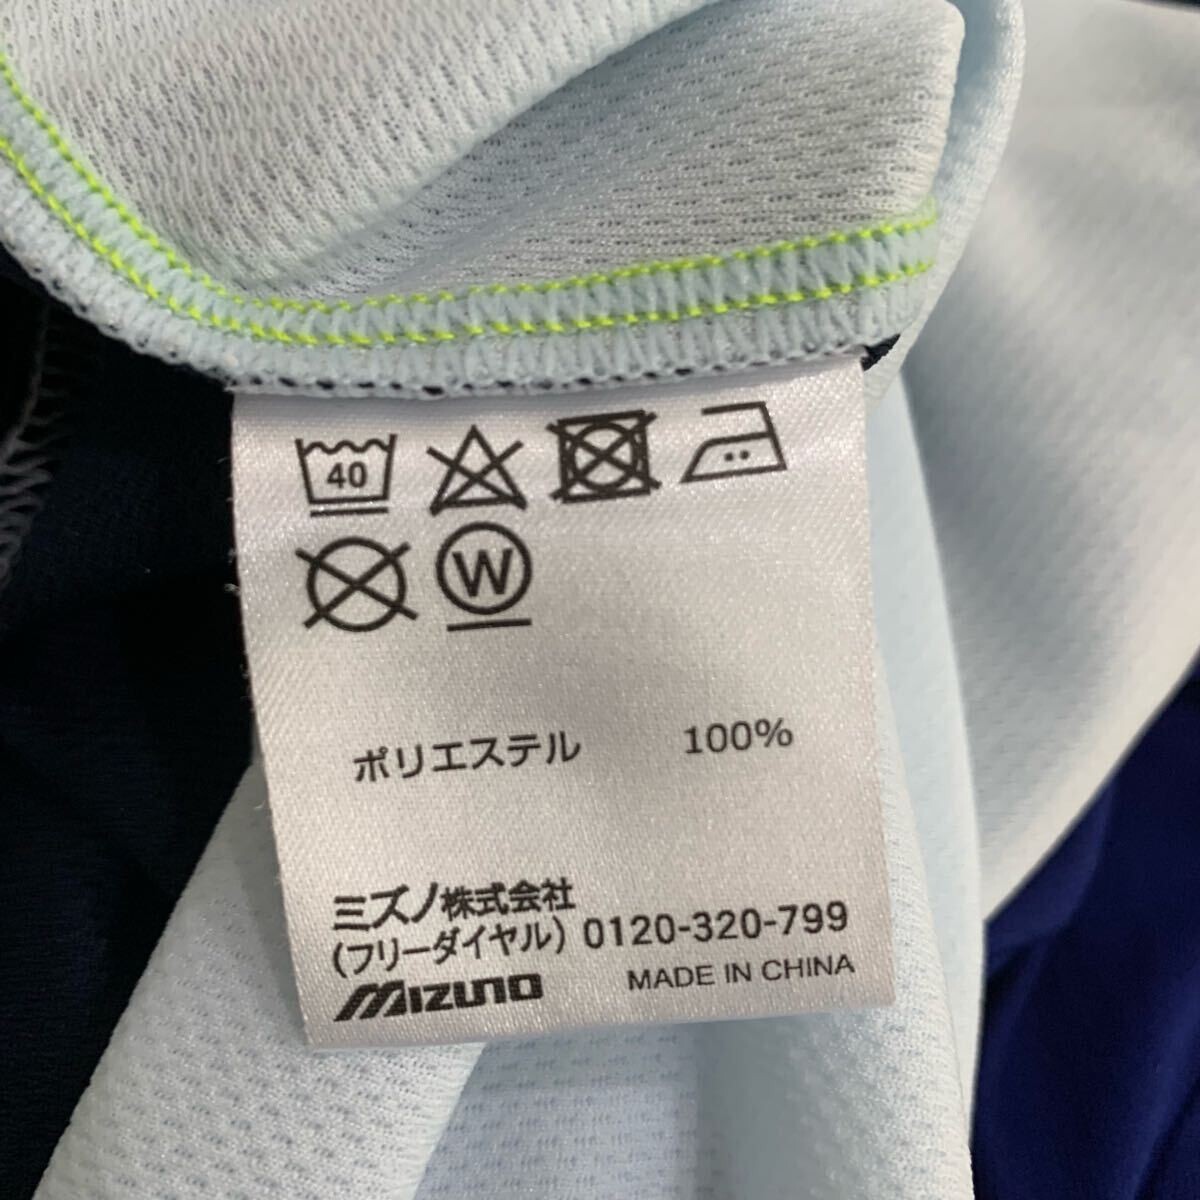 40
W
ポリエステル 100%
ミズノ株式会社
(フリーダイヤル) 0120-320-799
MIZUNO MADE IN CHINA